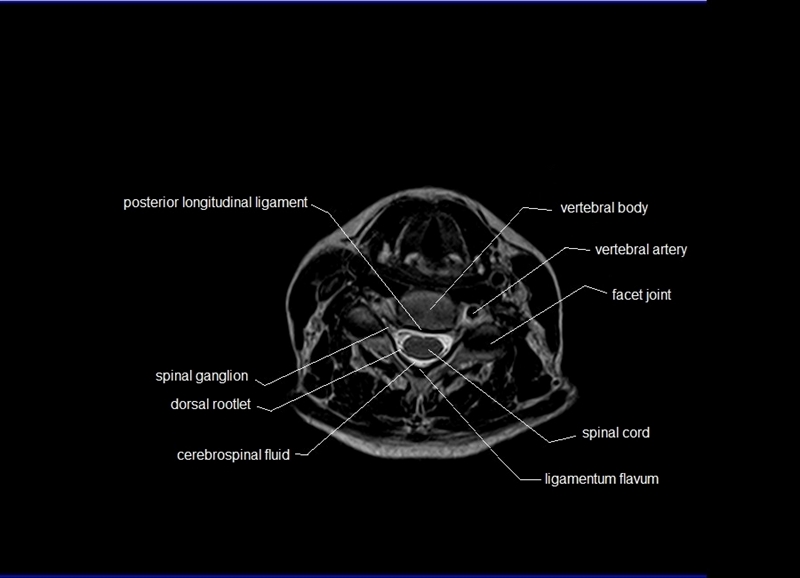 posterior longitudinal ligament
vertebral body
vertebral artery
facet joint
spinal ganglion
dorsal rootlet
spinal cord
cerebrospinal fluid
ligamentum flavum